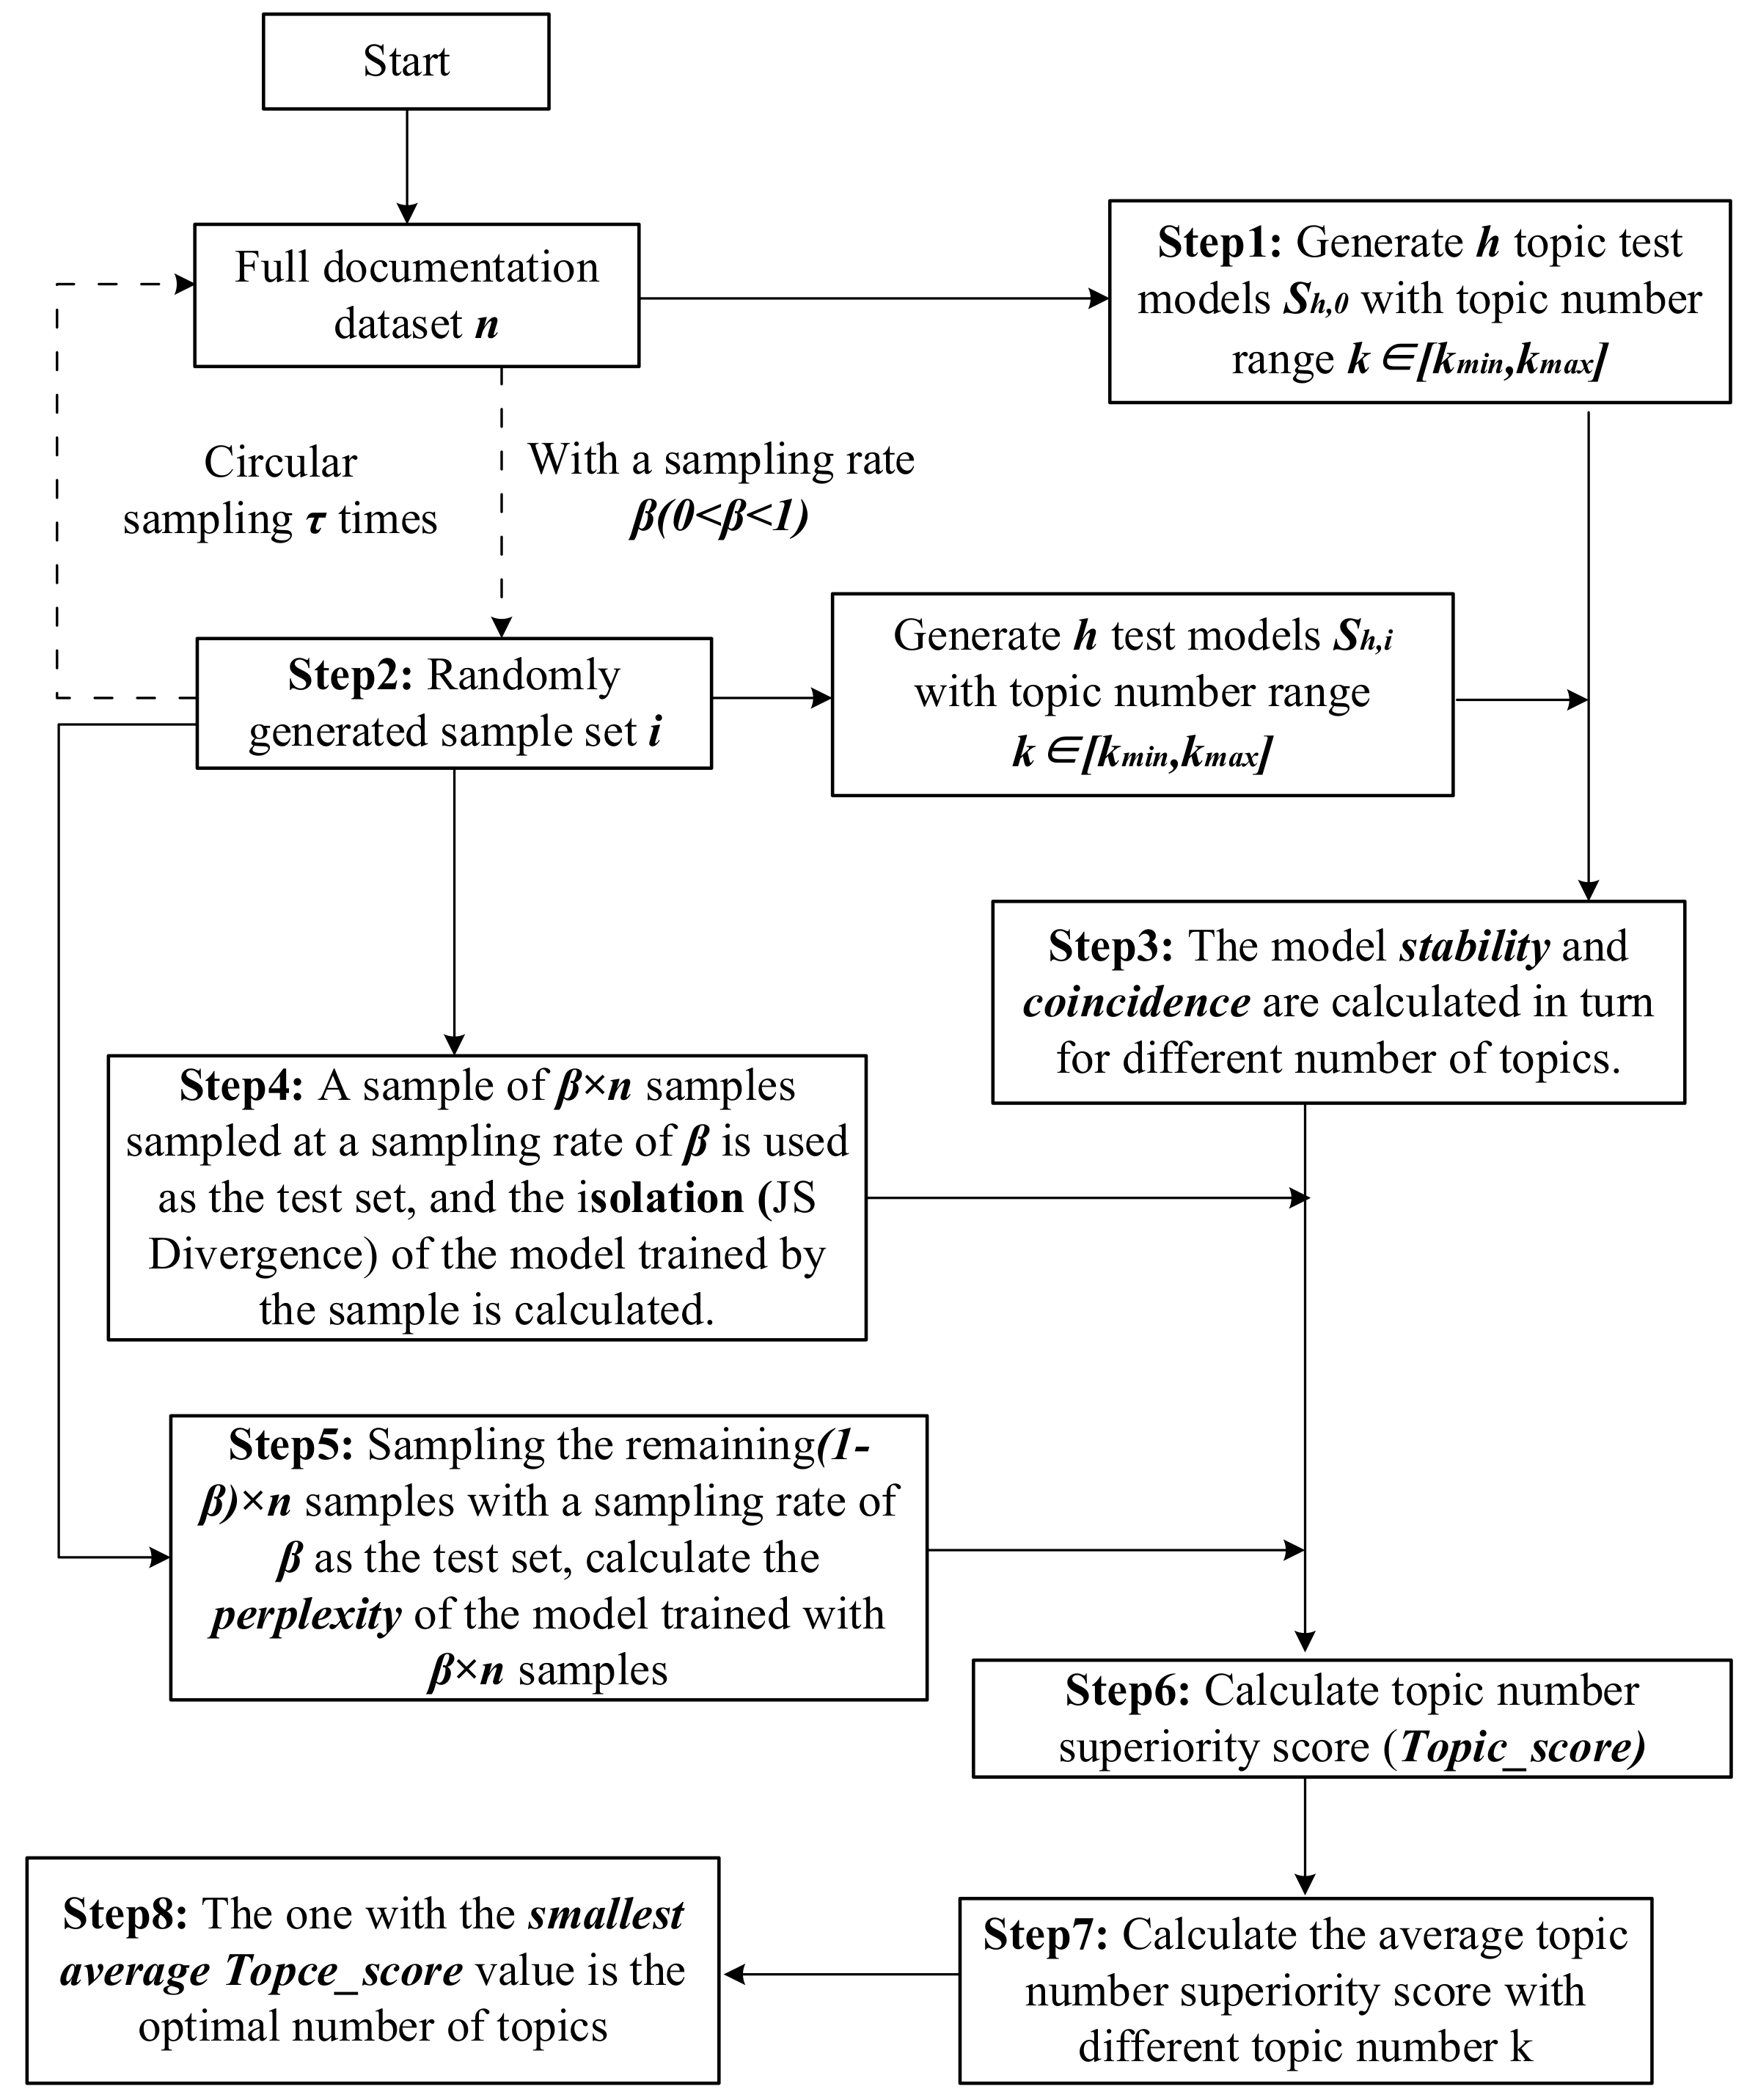 Start
Full documentation
dataset n
Step1: Generate h topic test
models Sh,0 with topic number
range k∈[kmin,kmax]
Circular
sampling τ times
With a sampling rate
β(0<β<1)
Step2: Randomly
generated sample set i
Generate h test models Sh,i
with topic number range
k∈[kmin,kmax]
Step3: The model stability and
coincidence are calculated in turn
for different number of topics.
Step4: A sample of β×n samples
sampled at a sampling rate of β is used
as the test set, and the isolation (JS
Divergence) of the model trained by
the sample is calculated.
Step5: Sampling the remaining(1-
β)×n samples with a sampling rate of
β as the test set, calculate the
perplexity of the model trained with
β×n samples
Step6: Calculate topic number
superiority score (Topic_score)
Step7: Calculate the average topic
number superiority score with
different topic number k
Step8: The one with the smallest
average Topce_score value is the
optimal number of topics